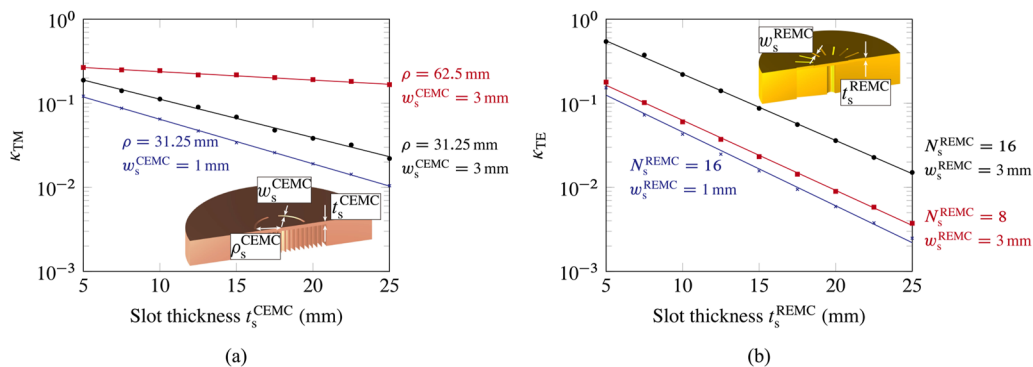 10⁰
10⁻¹
10⁻²
10⁻³
κ_TM
5
10
15
20
25
Slot thickness t_s^CEMC (mm)
ρ = 62.5 mm
w_s^CEMC = 3 mm
ρ = 31.25 mm
w_s^CEMC = 1 mm
ρ = 31.25 mm
w_s^CEMC = 3 mm
w_s^CEMC
t_s^CEMC
ρ_s^CEMC
(a)
10⁰
10⁻¹
10⁻²
10⁻³
κ_TE
5
10
15
20
25
Slot thickness t_s^REMC (mm)
w_s^REMC
t_s^REMC
N_s^REMC = 16
w_s^REMC = 1 mm
N_s^REMC = 16
w_s^REMC = 3 mm
N_s^REMC = 8
w_s^REMC = 3 mm
(b)